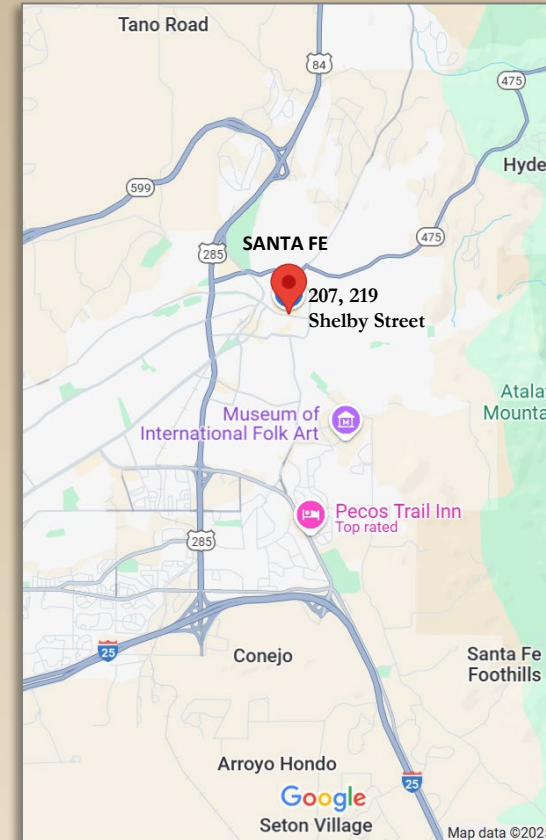 Tano Road
84
475
Hyde
599
475
285
SANTA FE
207, 219
Shelby Street
Atala
Mounta
Museum of
International Folk Art
Pecos Trail Inn
Top rated
285
25
Conejo
Santa Fe
Foothills
Arroyo Hondo
25
Google
Seton Village
Map data ©202